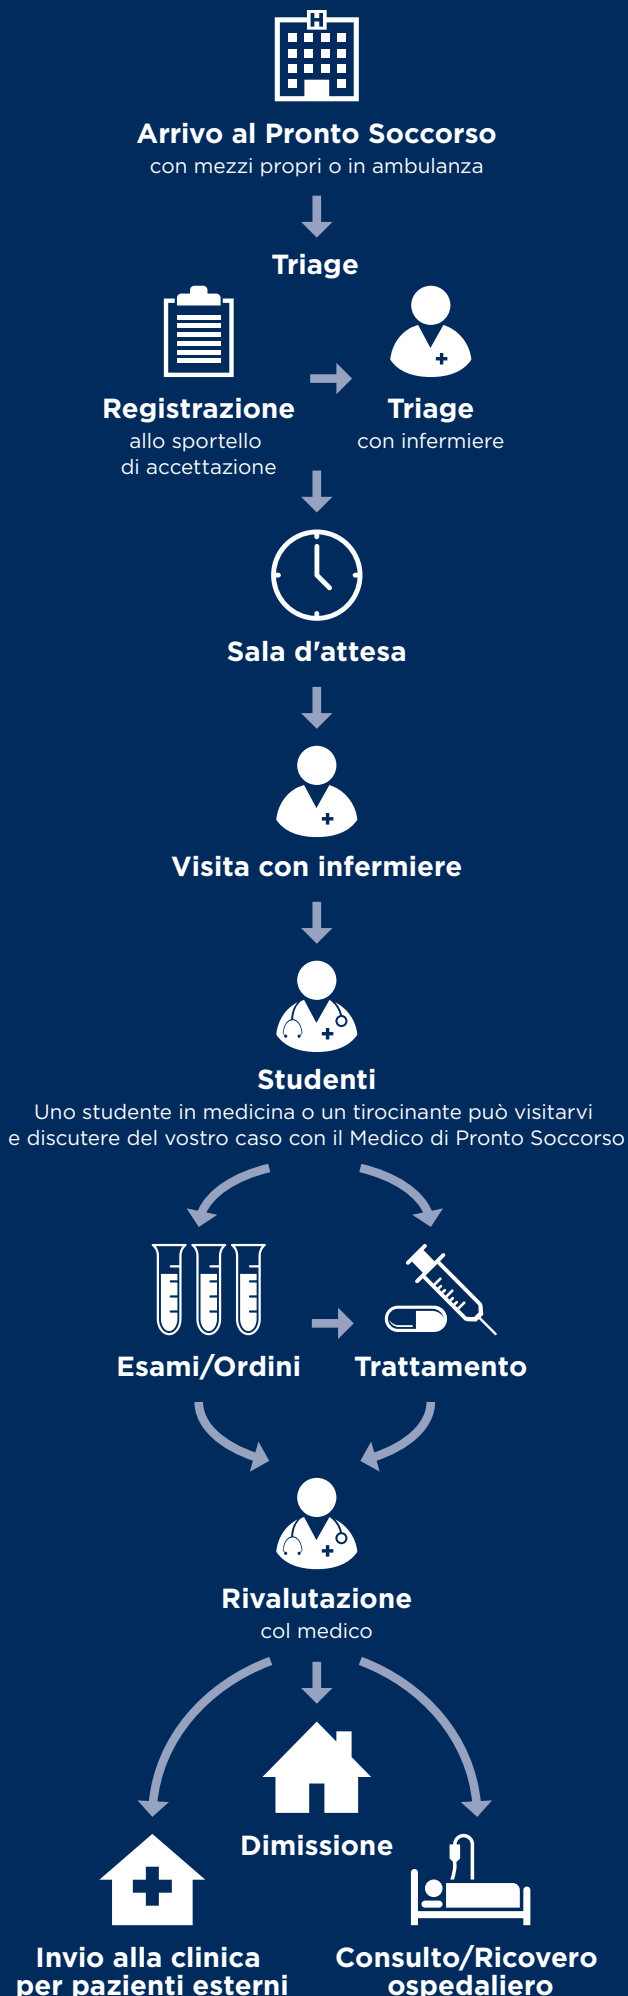 H
Arrivo al Pronto Soccorso
con mezzi propri o in ambulanza
Triage
Registrazione
allo sportello
di accettazione
Triage
con infermiere
Sala d'attesa
Visita con infermiere
Studenti
Uno studente in medicina o un tirocinante può visitarvi
e discutere del vostro caso con il Medico di Pronto Soccorso
Esami/Ordini
Trattamento
Rivalutazione
col medico
Dimissione
Invio alla clinica
per pazienti esterni
Consulto/Ricovero
ospedaliero